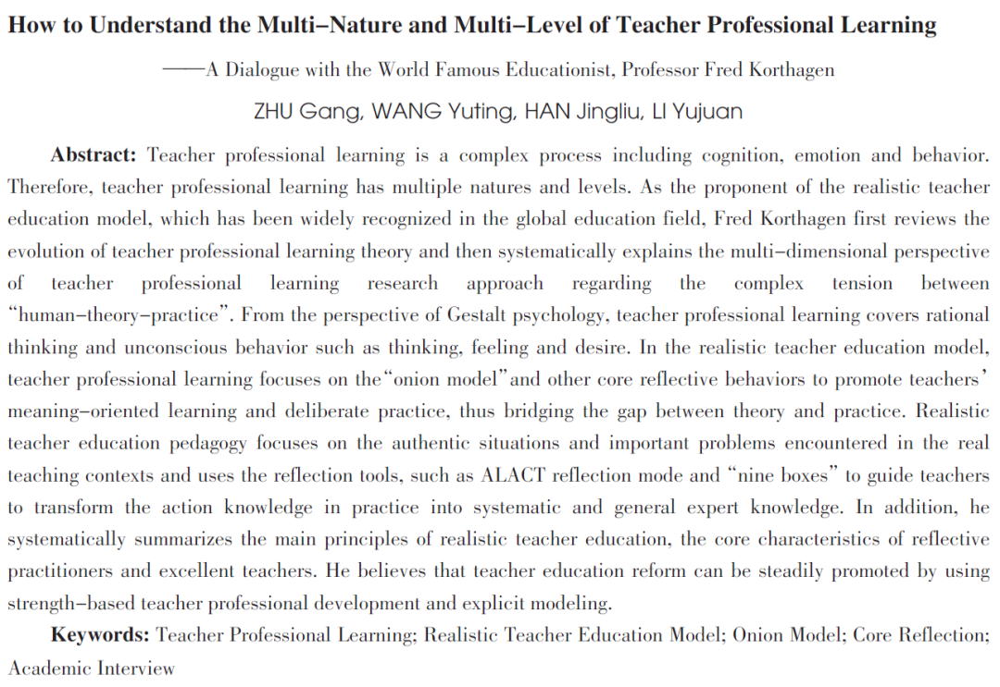 How to Understand the Multi-Nature and Multi-Level of Teacher Professional Learning
——A Dialogue with the World Famous Educationist, Professor Fred Korthagen
ZHU Gang, WANG Yuting, HAN Jingliu, LI Yujuan
Abstract: Teacher professional learning is a complex process including cognition, emotion and behavior.
Therefore, teacher professional learning has multiple natures and levels. As the proponent of the realistic teacher
education model, which has been widely recognized in the global education field, Fred Korthagen first reviews the
evolution of teacher professional learning theory and then systematically explains the multi-dimensional perspective
of teacher professional learning research approach regarding the complex tension between
“human-theory-practice”. From the perspective of Gestalt psychology, teacher professional learning covers rational
thinking and unconscious behavior such as thinking, feeling and desire. In the realistic teacher education model,
teacher professional learning focuses on the“onion model”and other core reflective behaviors to promote teachers’
meaning-oriented learning and deliberate practice, thus bridging the gap between theory and practice. Realistic
teacher education pedagogy focuses on the authentic situations and important problems encountered in the real
teaching contexts and uses the reflection tools, such as ALACT reflection mode and “nine boxes” to guide teachers
to transform the action knowledge in practice into systematic and general expert knowledge. In addition, he
systematically summarizes the main principles of realistic teacher education, the core characteristics of reflective
practitioners and excellent teachers. He believes that teacher education reform can be steadily promoted by using
strength-based teacher professional development and explicit modeling.
Keywords: Teacher Professional Learning; Realistic Teacher Education Model; Onion Model; Core Reflection;
Academic Interview